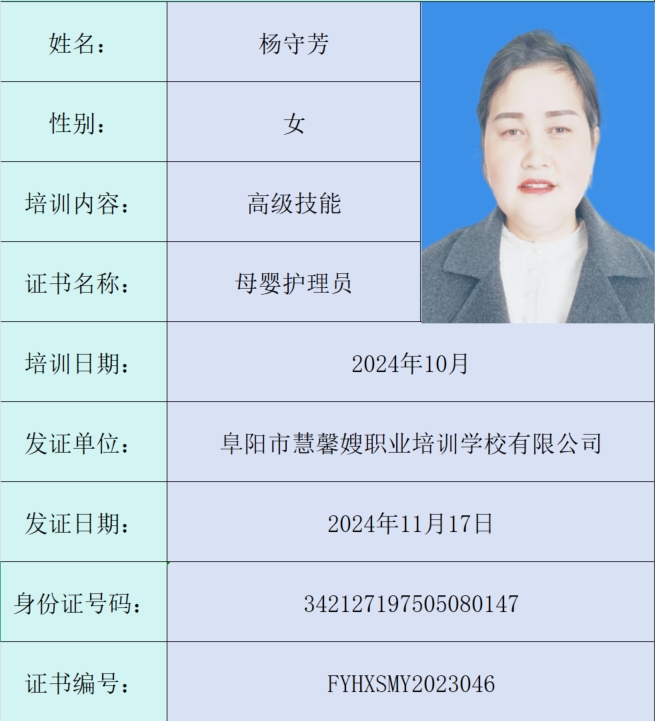 姓名： 杨守芳
性别： 女
培训内容： 高级技能
证书名称： 母婴护理员
培训日期： 2024年10月
发证单位： 阜阳市慧馨嫂职业培训学校有限公司
发证日期： 2024年11月17日
身份证号码： 342127197505080147
证书编号： FYHXSMY2023046